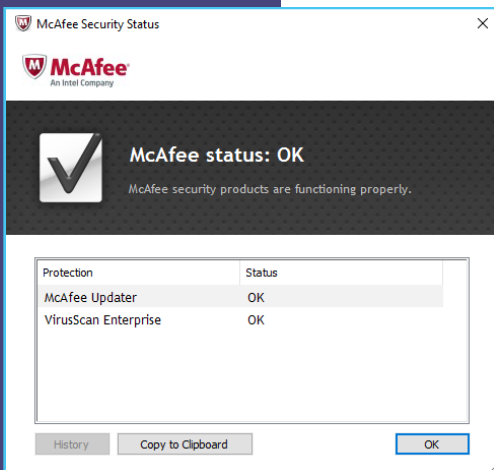 McAfee Security Status
McAfee
An Intel Company
McAfee status: OK
McAfee security products are functioning properly.
Protection Status
McAfee Updater OK
VirusScan Enterprise OK
History Copy to Clipboard OK